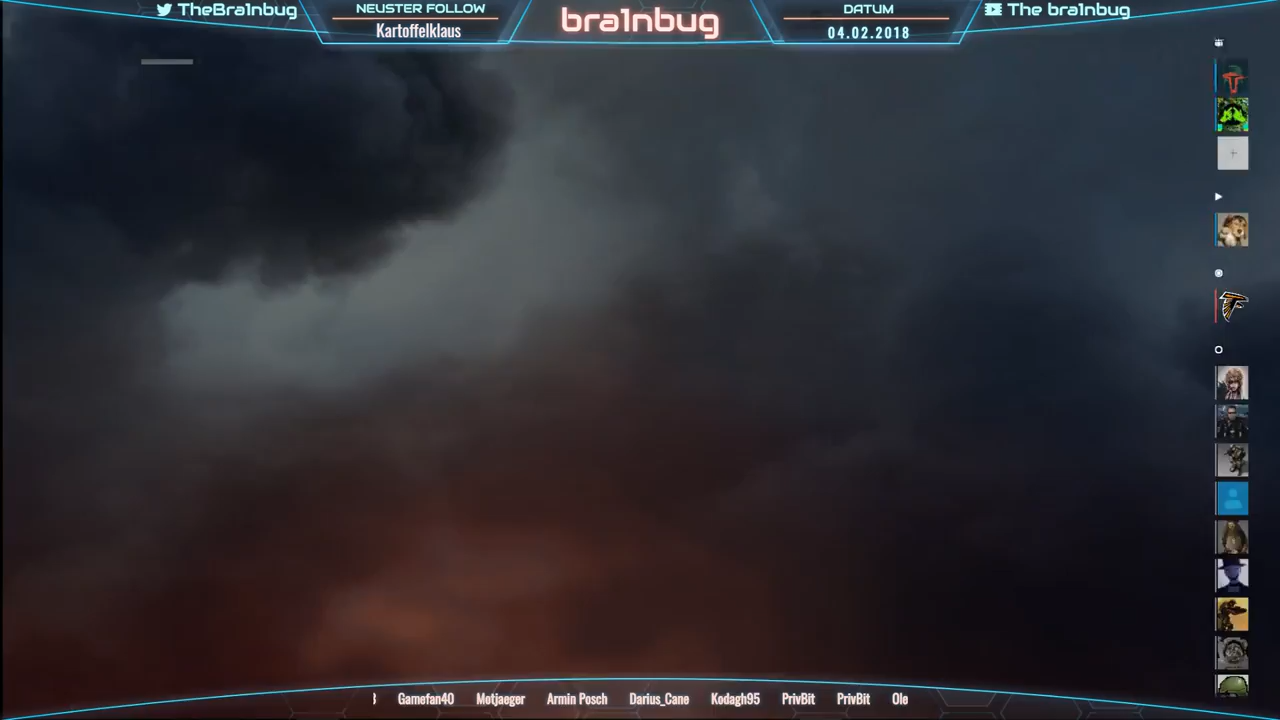 TheBra1nbug
NEUSTER FOLLOW
Kartoffelklaus
bra1nbug
DATUM
04.02.2018
The bra1nbug
Gamefan40 Motjaeger Armin Posch Darius_Cane Kodagh95 PrivBit PrivBit Ole